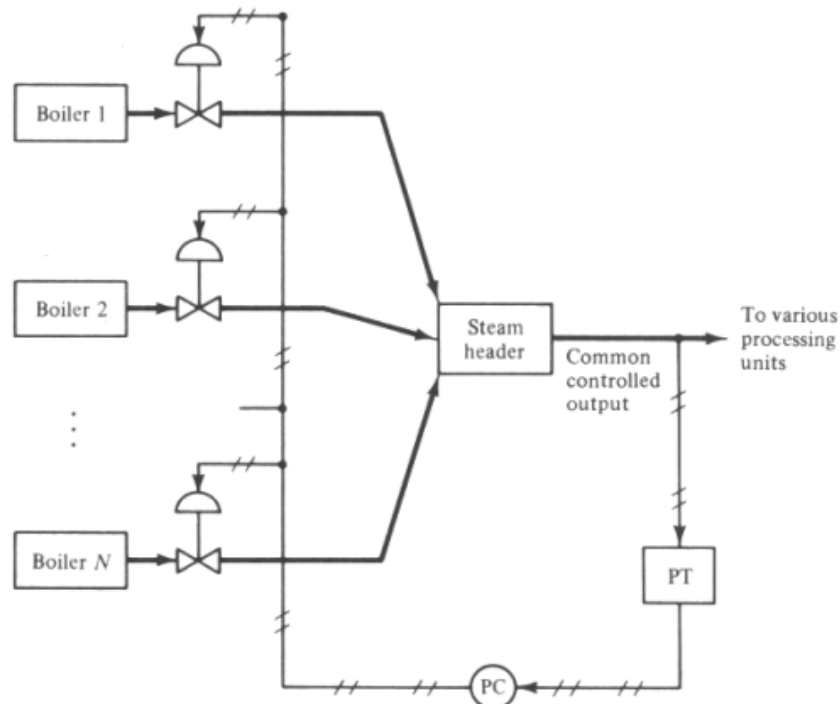 Boiler 1
Boiler 2
Steam
header
To various
processing
units
Common
controlled
output
Boiler N
PT
PC